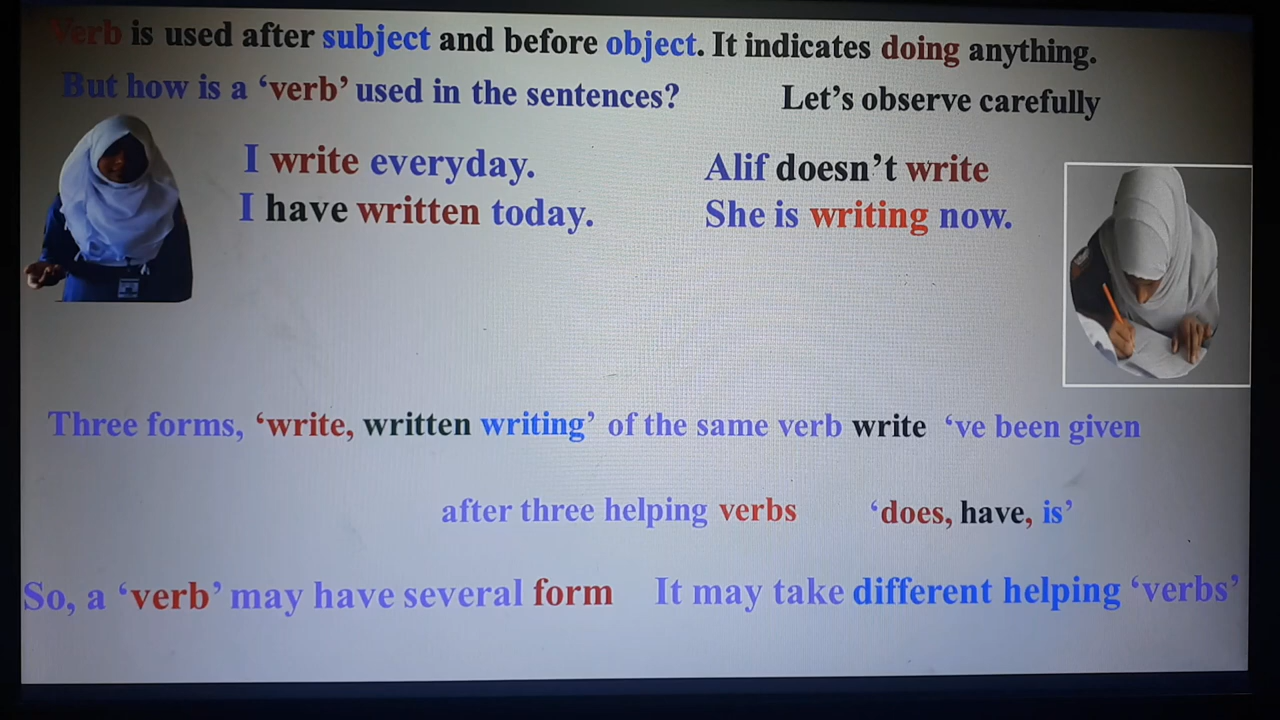 Verb is used after subject and before object. It indicates doing anything.
But how is a ‘verb’ used in the sentences? Let’s observe carefully
I write everyday. Alif doesn’t write
I have written today. She is writing now.
Three forms, ‘write, written writing’ of the same verb write ‘ve been given
after three helping verbs ‘does, have, is’
So, a ‘verb’ may have several form It may take different helping ‘verbs’